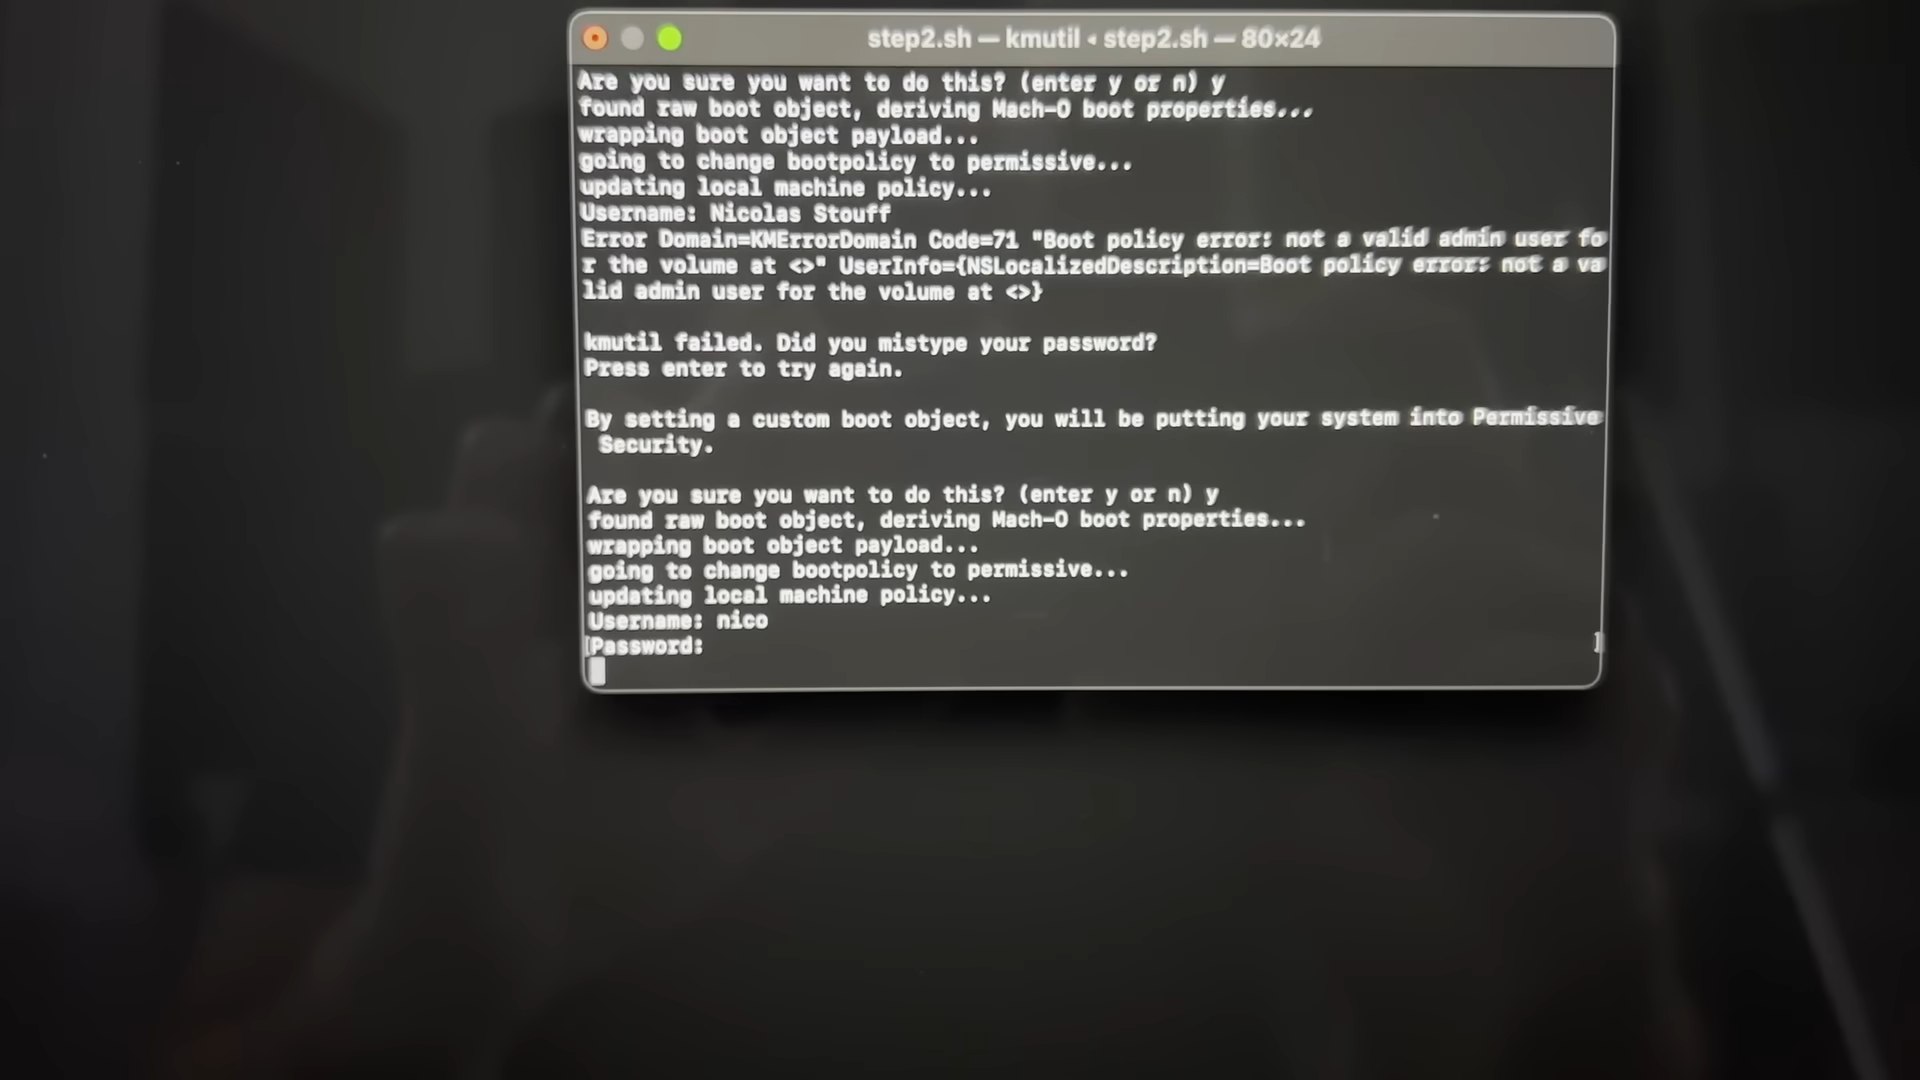 step2.sh — kmutil ◂ step2.sh — 80×24
Are you sure you want to do this? (enter y or n) y
found raw boot object, deriving Mach-O boot properties...
wrapping boot object payload...
going to change bootpolicy to permissive...
updating local machine policy...
Username: Nicolas Stouff
Error Domain=KMErrorDomain Code=71 "Boot policy error: not a valid admin user fo
r the volume at <>" UserInfo={NSLocalizedDescription=Boot policy error: not a va
lid admin user for the volume at <>}
kmutil failed. Did you mistype your password?
Press enter to try again.
By setting a custom boot object, you will be putting your system into Permissive
Security.
Are you sure you want to do this? (enter y or n) y
found raw boot object, deriving Mach-O boot properties...
wrapping boot object payload...
going to change bootpolicy to permissive...
updating local machine policy...
Username: nico
[Password: ]